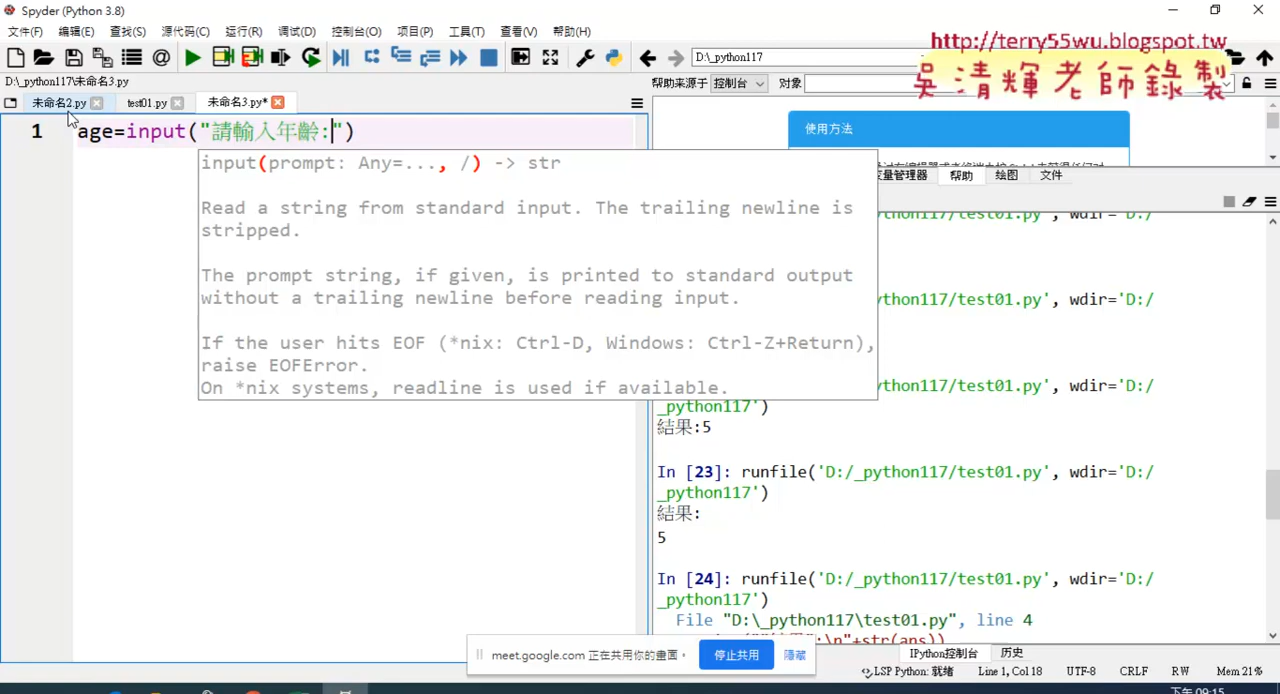 Spyder (Python 3.8)
文件(F) 编辑(E) 查找(S) 源代码(C) 运行(R) 调试(D) 控制台(O) 项目(P) 工具(T) 查看(V) 帮助(H)
D:\_python117
http://terry55wu.blogspot.tw
吳清輝老師錄製
D:\_python117\未命名3.py
帮助来源于 控制台 对象
未命名2.py test01.py 未命名3.py*
使用方法
1 age=input("請輸入年齡:")
input(prompt: Any=..., /) -> str
Read a string from standard input. The trailing newline is
stripped.
The prompt string, if given, is printed to standard output
without a trailing newline before reading input.
If the user hits EOF (*nix: Ctrl-D, Windows: Ctrl-Z+Return),
raise EOFError.
On *nix systems, readline is used if available.
变量管理器 帮助 绘图 文件
ython117/test01.py', wdir='D:/
ython117/test01.py', wdir='D:/
ython117/test01.py', wdir='D:/
_python117')
結果:5
In [23]: runfile('D:/_python117/test01.py', wdir='D:/
_python117')
結果:
5
In [24]: runfile('D:/_python117/test01.py', wdir='D:/
_python117')
File "D:\_python117\test01.py", line 4
\n"+str(ans))
meet.google.com 正在共用你的畫面。 停止共用 隱藏
IPython控制台 历史
LSP Python: 就绪 Line 1, Col 18 UTF-8 CRLF RW Mem 21%
下午 09:15